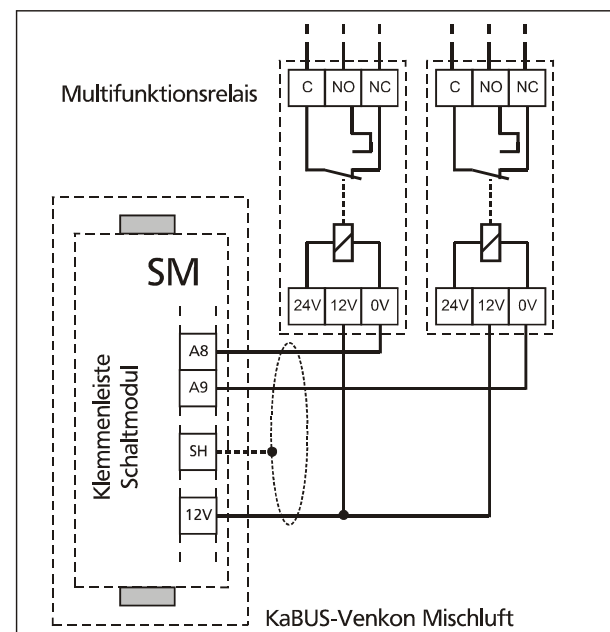 Multifunktionsrelais
C NO NC
C NO NC
24V 12V 0V
24V 12V 0V
SM
Klemmenleiste
Schaltmodul
A8
A9
SH
12V
KaBUS-Venkon Mischluft